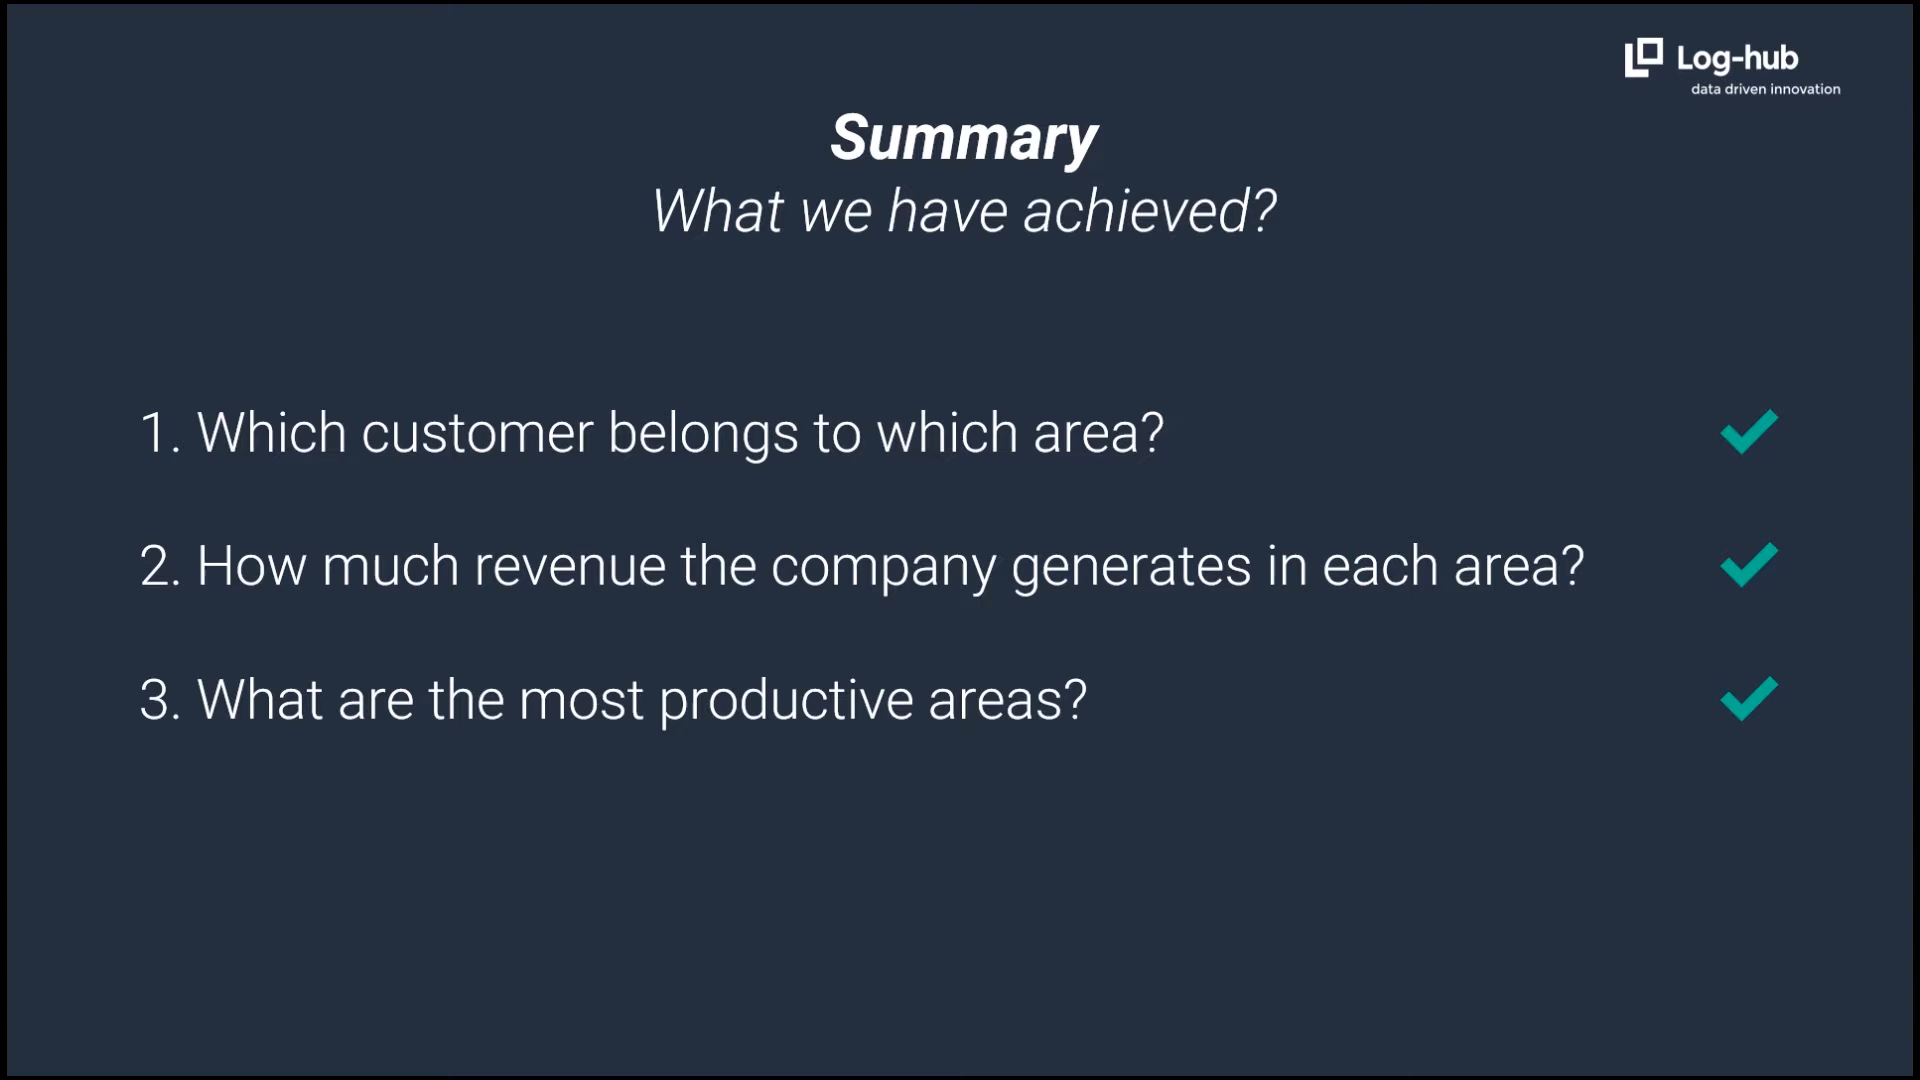 Log-hub
data driven innovation
Summary
What we have achieved?
1. Which customer belongs to which area?
2. How much revenue the company generates in each area?
3. What are the most productive areas?